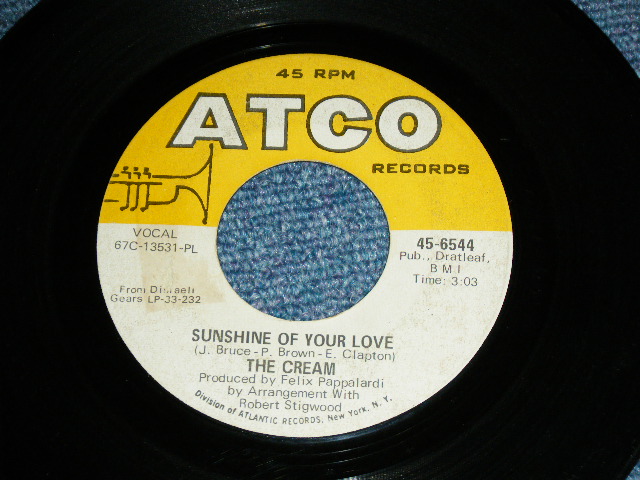 45 RPM
ATCO
RECORDS
VOCAL
67C-13531-PL
45-6544
Pub., Dratleaf,
B M I
Time: 3:03
From Disraeli
Gears LP-33-232
SUNSHINE OF YOUR LOVE
(J. Bruce - P. Brown - E. Clapton)
THE CREAM
Produced by Felix Pappalardi
by Arrangement With
Robert Stigwood
Division of ATLANTIC RECORDS, New York, N. Y.